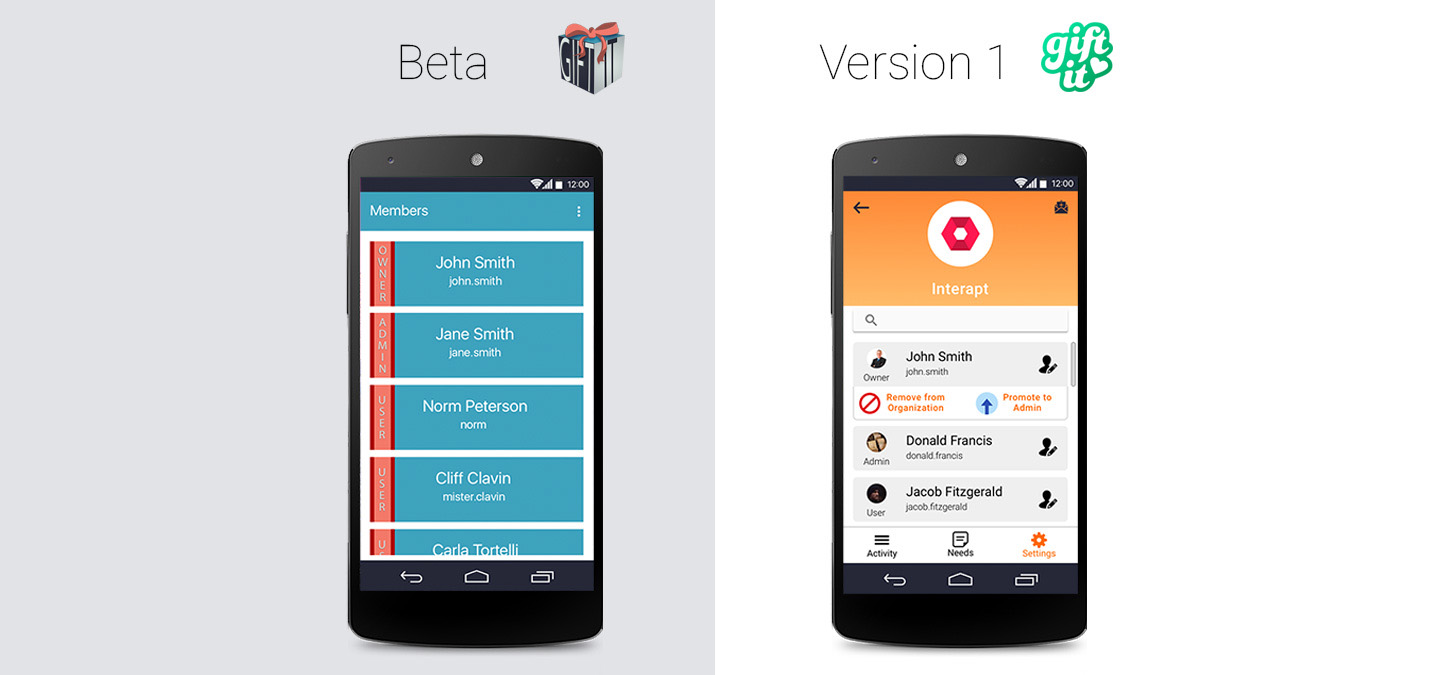 Beta
GIFT IT
Members
12:00
OWNER
John Smith
john.smith
ADMIN
Jane Smith
jane.smith
USER
Norm Peterson
norm
USER
Cliff Clavin
mister.clavin
US
Carla Tortelli
Version 1
gift
it
12:00
Interapt
John Smith
john.smith
Owner
Remove from
Organization
Promote to
Admin
Donald Francis
donald.francis
Admin
Jacob Fitzgerald
jacob.fitzgerald
User
Activity
Needs
Settings